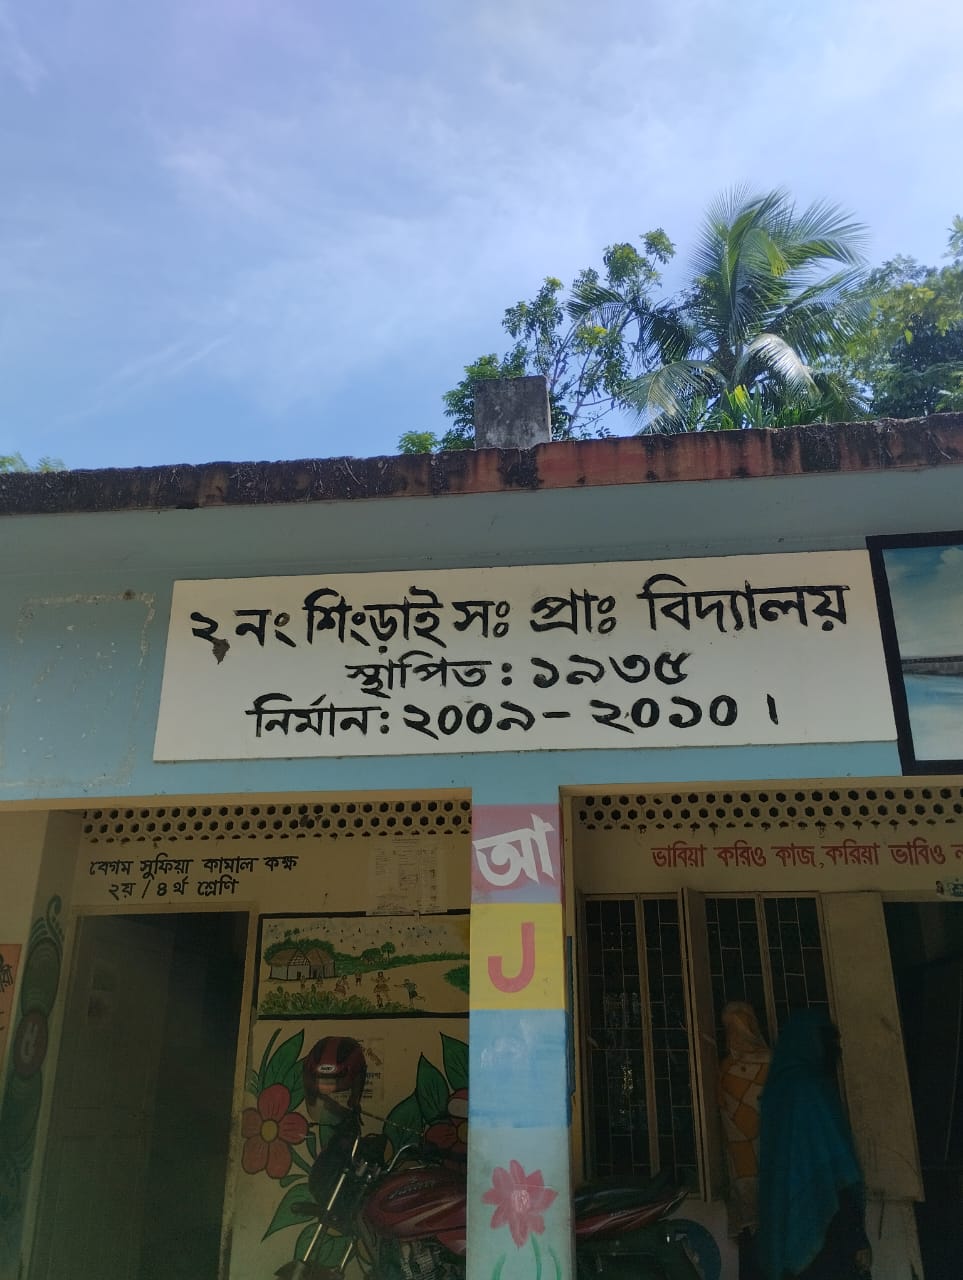 ২ নং শিংড়াই সঃ প্রাঃ বিদ্যালয়
স্থাপিত : ১৯৩৫
নির্মান: ২০০৯ - ২০১০ ।
বেগম সুফিয়া কামাল কক্ষ
২য় / ৪র্থ শ্রেণি
আ
J
ভাবিয়া করিও কাজ, করিয়া ভাবিও